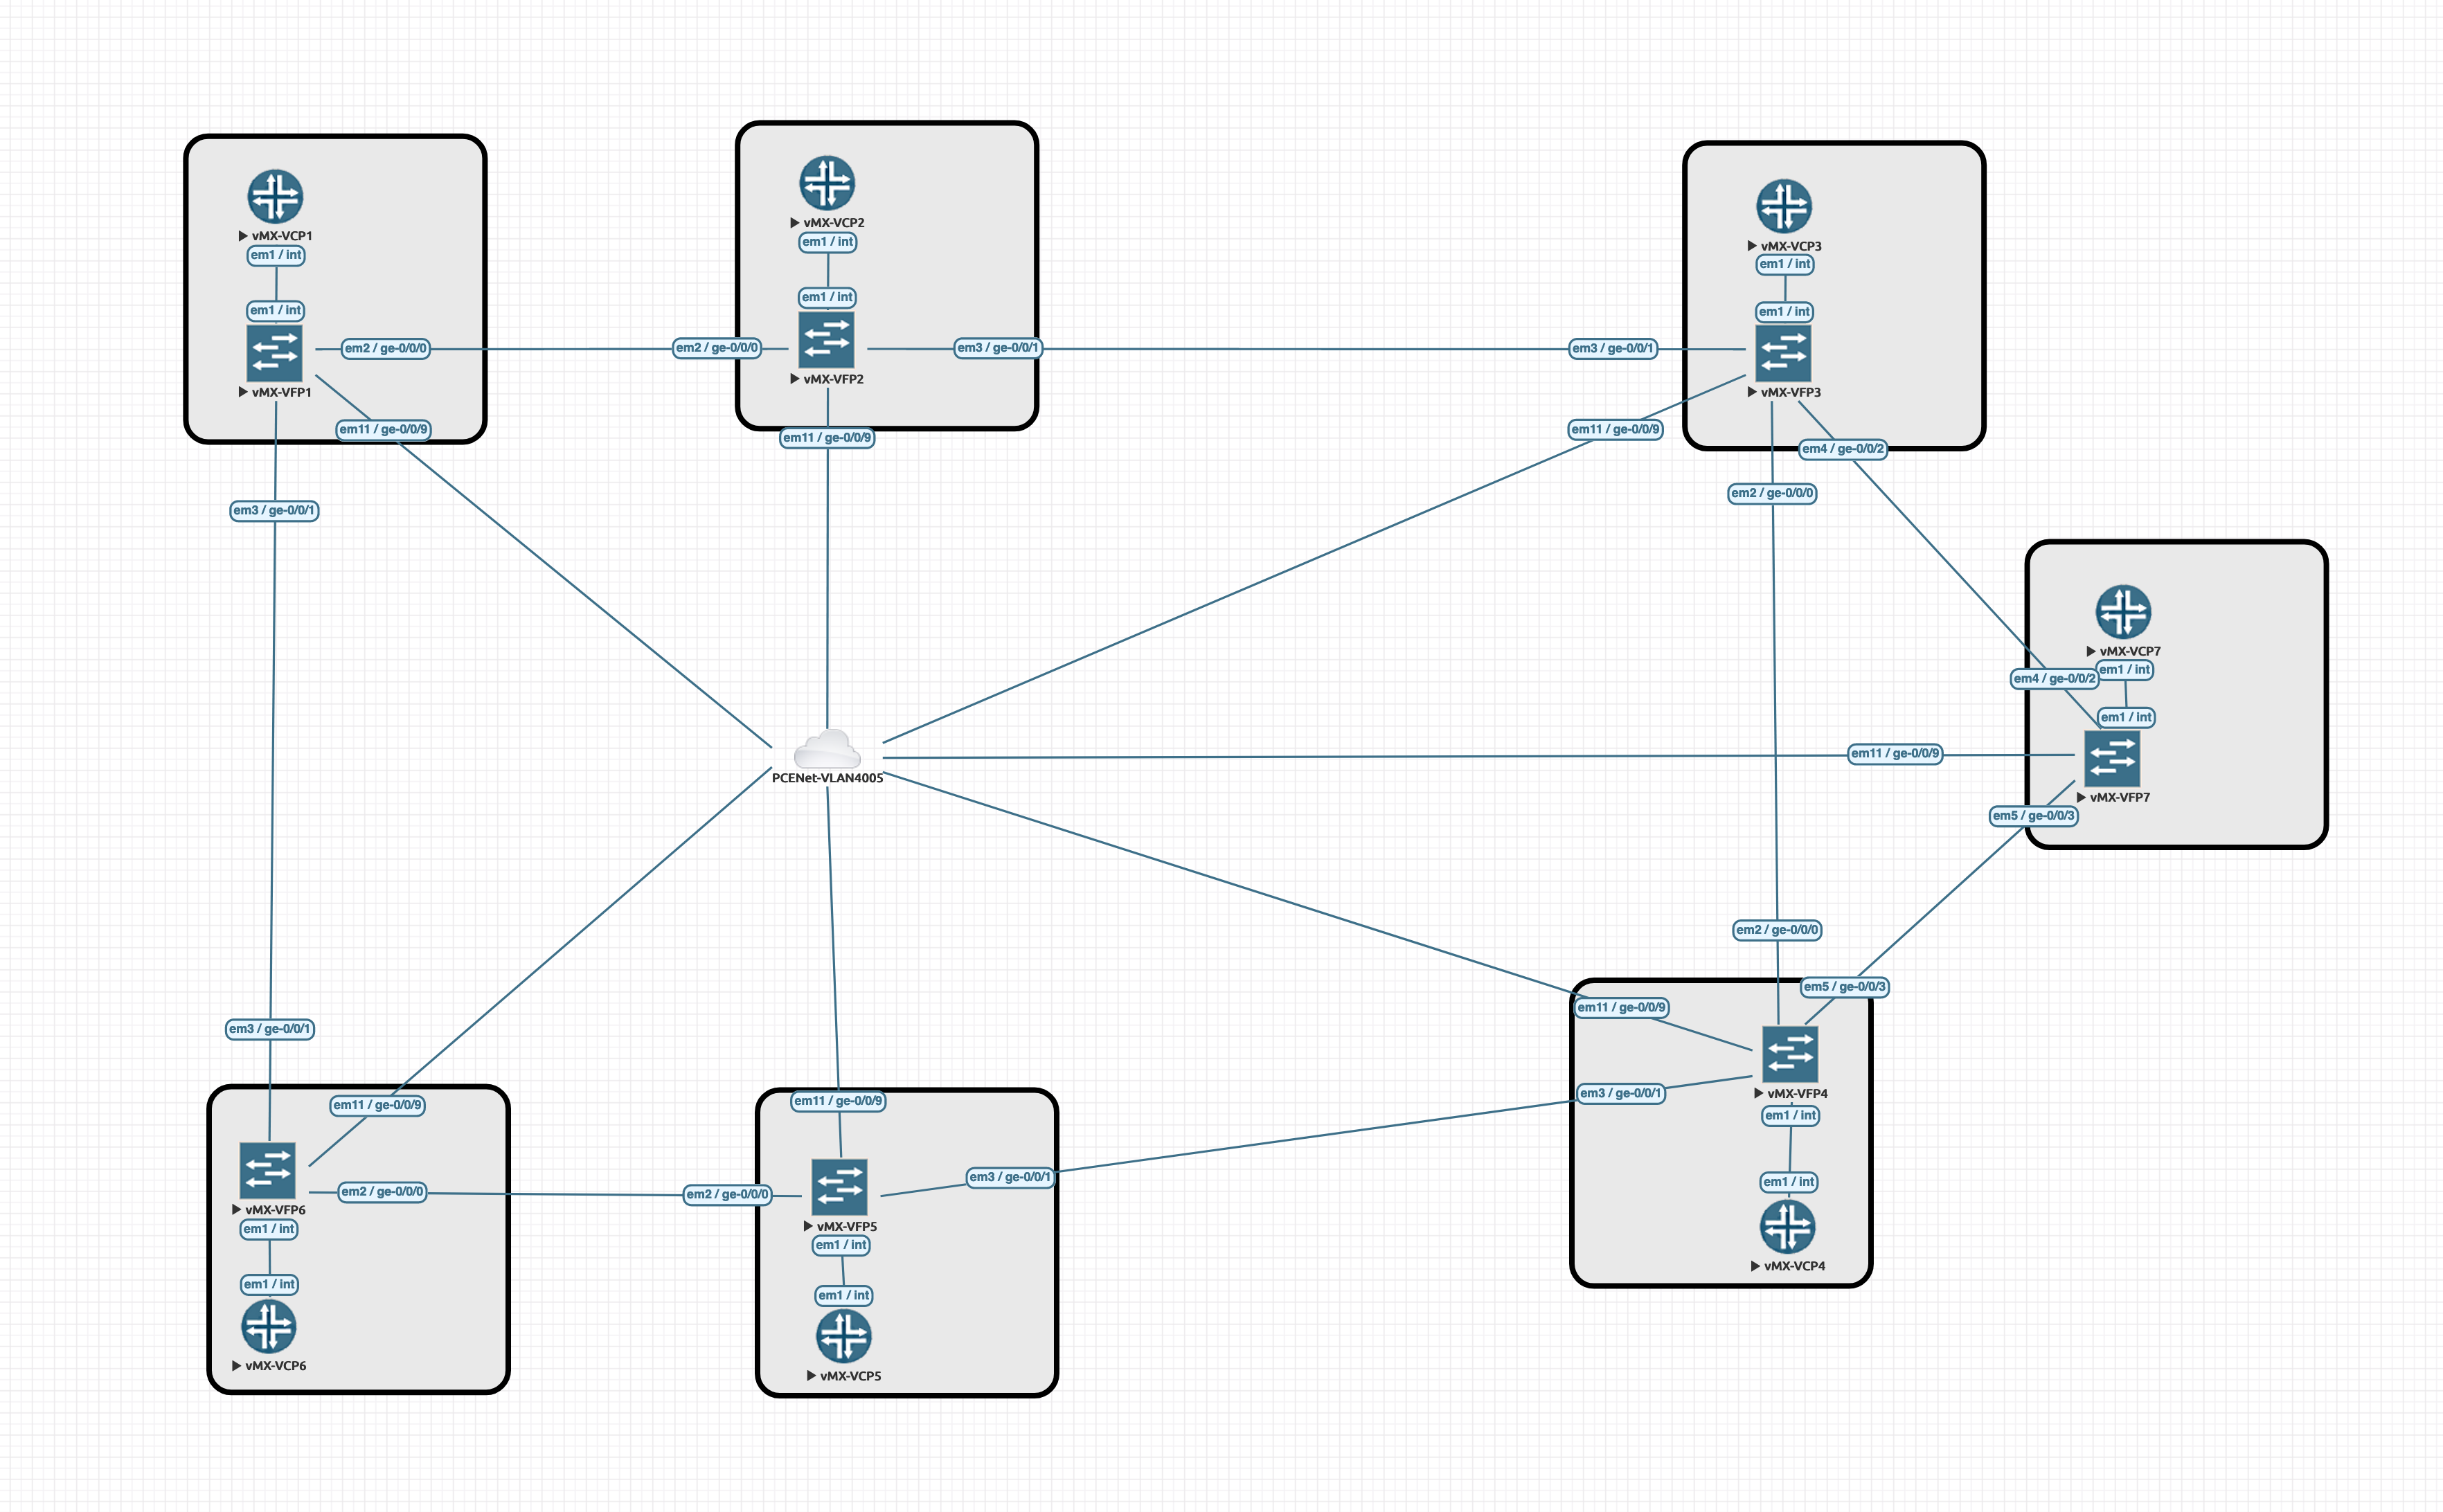 vMX-VCP1
em1 / int
em1 / int
vMX-VFP1
em2 / ge-0/0/0
em11 / ge-0/0/9
em3 / ge-0/0/1
vMX-VCP2
em1 / int
em1 / int
em2 / ge-0/0/0
vMX-VFP2
em3 / ge-0/0/1
em11 / ge-0/0/9
vMX-VCP3
em1 / int
em1 / int
em3 / ge-0/0/1
vMX-VFP3
em11 / ge-0/0/9
em4 / ge-0/0/2
em2 / ge-0/0/0
vMX-VCP7
em1 / int
em4 / ge-0/0/2
em1 / int
em11 / ge-0/0/9
vMX-VFP7
em5 / ge-0/0/3
PCENet-VLAN4005
em2 / ge-0/0/0
em5 / ge-0/0/3
em11 / ge-0/0/9
em3 / ge-0/0/1
vMX-VFP4
em1 / int
em1 / int
vMX-VCP4
em3 / ge-0/0/1
em11 / ge-0/0/9
em2 / ge-0/0/0
vMX-VFP6
em1 / int
em1 / int
vMX-VCP6
em11 / ge-0/0/9
em2 / ge-0/0/0
em3 / ge-0/0/1
vMX-VFP5
em1 / int
em1 / int
vMX-VCP5